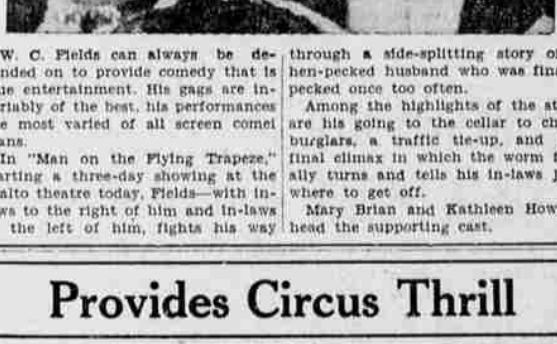 W. C. Fields can always be de-
nded on to provide comedy that is
ue entertainment. His gags are in-
riably of the best, his performances
e most varied of all screen comei
ans.
In "Man on the Flying Trapeze,"
arting a three-day showing at the
alto theatre today, Fields—with in-
ws to the right of him and in-laws
the left of him, fights his way
through a side-splitting story o
hen-pecked husband who was fin
pecked once too often.
Among the highlights of the s
are his going to the cellar to ch
burglars, a traffic tie-up, and
final climax in which the worm
ally turns and tells his in-laws j
where to get off.
Mary Brian and Kathleen How
head the supporting cast.
Provides Circus Thrill